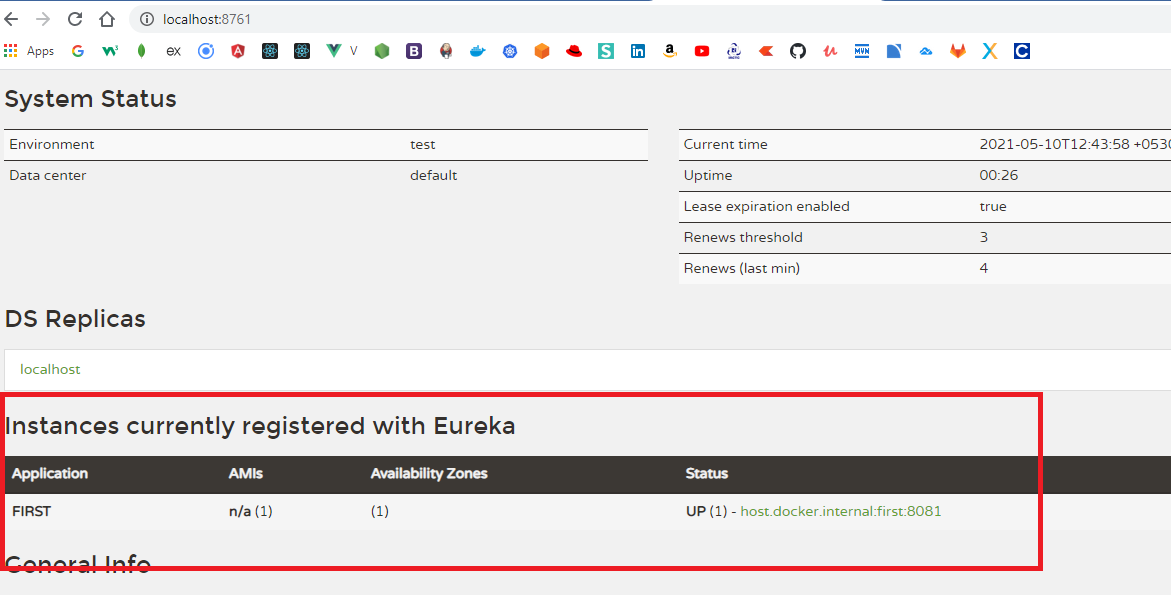 localhost:8761
Apps
ex
V
System Status
Environment test
Data center default
Current time 2021-05-10T12:43:58 +053
Uptime 00:26
Lease expiration enabled true
Renews threshold 3
Renews (last min) 4
DS Replicas
localhost
Instances currently registered with Eureka
Application AMIs Availability Zones Status
FIRST n/a (1) (1) UP (1) - host.docker.internal:first:8081
General Info